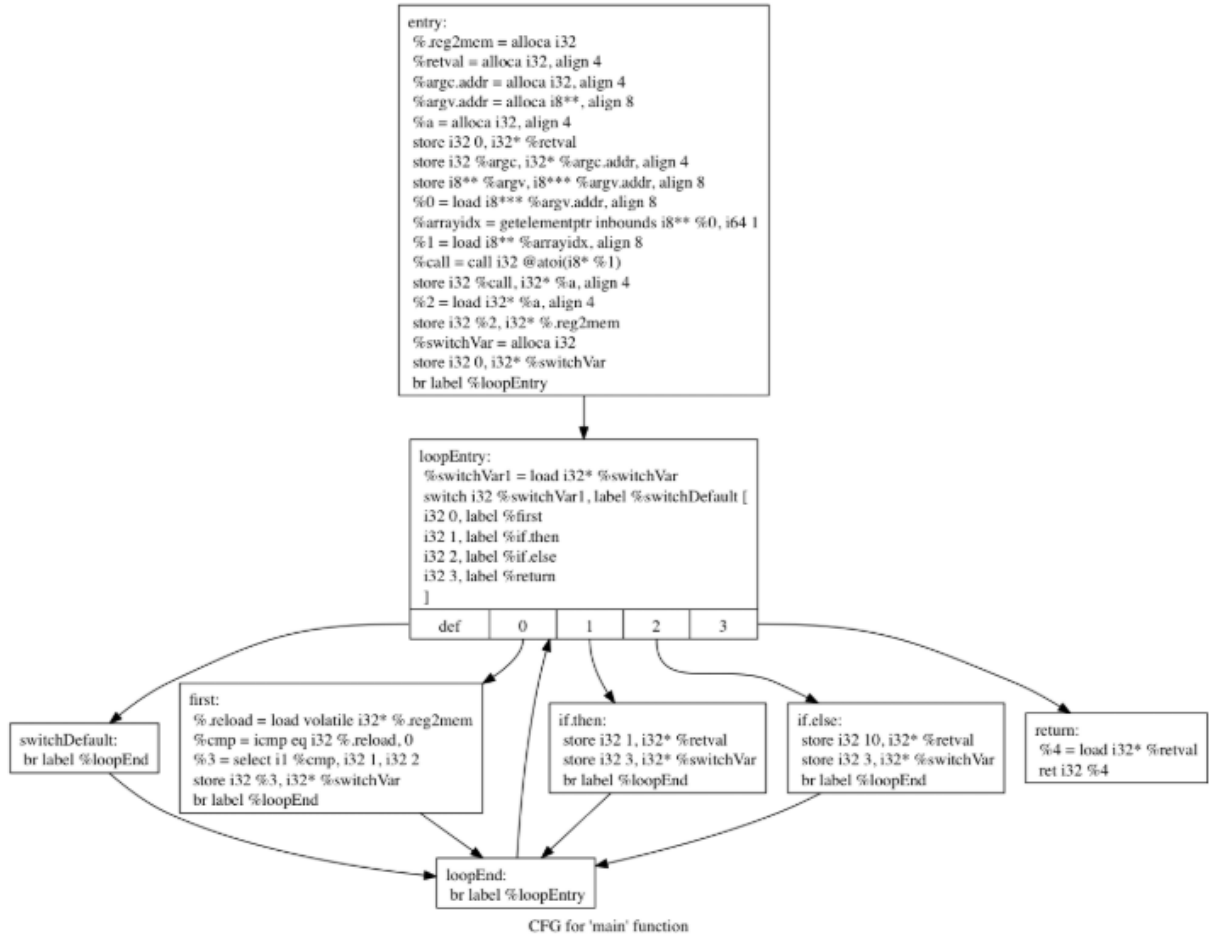 entry:
%.reg2mem = alloca i32
%retval = alloca i32, align 4
%argc.addr = alloca i32, align 4
%argv.addr = alloca i8**, align 8
%a = alloca i32, align 4
store i32 0, i32* %retval
store i32 %argc, i32* %argc.addr, align 4
store i8** %argv, i8*** %argv.addr, align 8
%0 = load i8*** %argv.addr, align 8
%arrayidx = getelementptr inbounds i8** %0, i64 1
%1 = load i8** %arrayidx, align 8
%call = call i32 @atoi(i8* %1)
store i32 %call, i32* %a, align 4
%2 = load i32* %a, align 4
store i32 %2, i32* %.reg2mem
%switchVar = alloca i32
store i32 0, i32* %switchVar
br label %loopEntry
loopEntry:
%switchVar1 = load i32* %switchVar
switch i32 %switchVar1, label %switchDefault [
i32 0, label %first
i32 1, label %if.then
i32 2, label %if.else
i32 3, label %return
]
def 0 1 2 3
switchDefault:
br label %loopEnd
first:
%.reload = load volatile i32* %.reg2mem
%cmp = icmp eq i32 %.reload, 0
%3 = select i1 %cmp, i32 1, i32 2
store i32 %3, i32* %switchVar
br label %loopEnd
if.then:
store i32 1, i32* %retval
store i32 3, i32* %switchVar
br label %loopEnd
if.else:
store i32 10, i32* %retval
store i32 3, i32* %switchVar
br label %loopEnd
return:
%4 = load i32* %retval
ret i32 %4
loopEnd:
br label %loopEntry
CFG for 'main' function